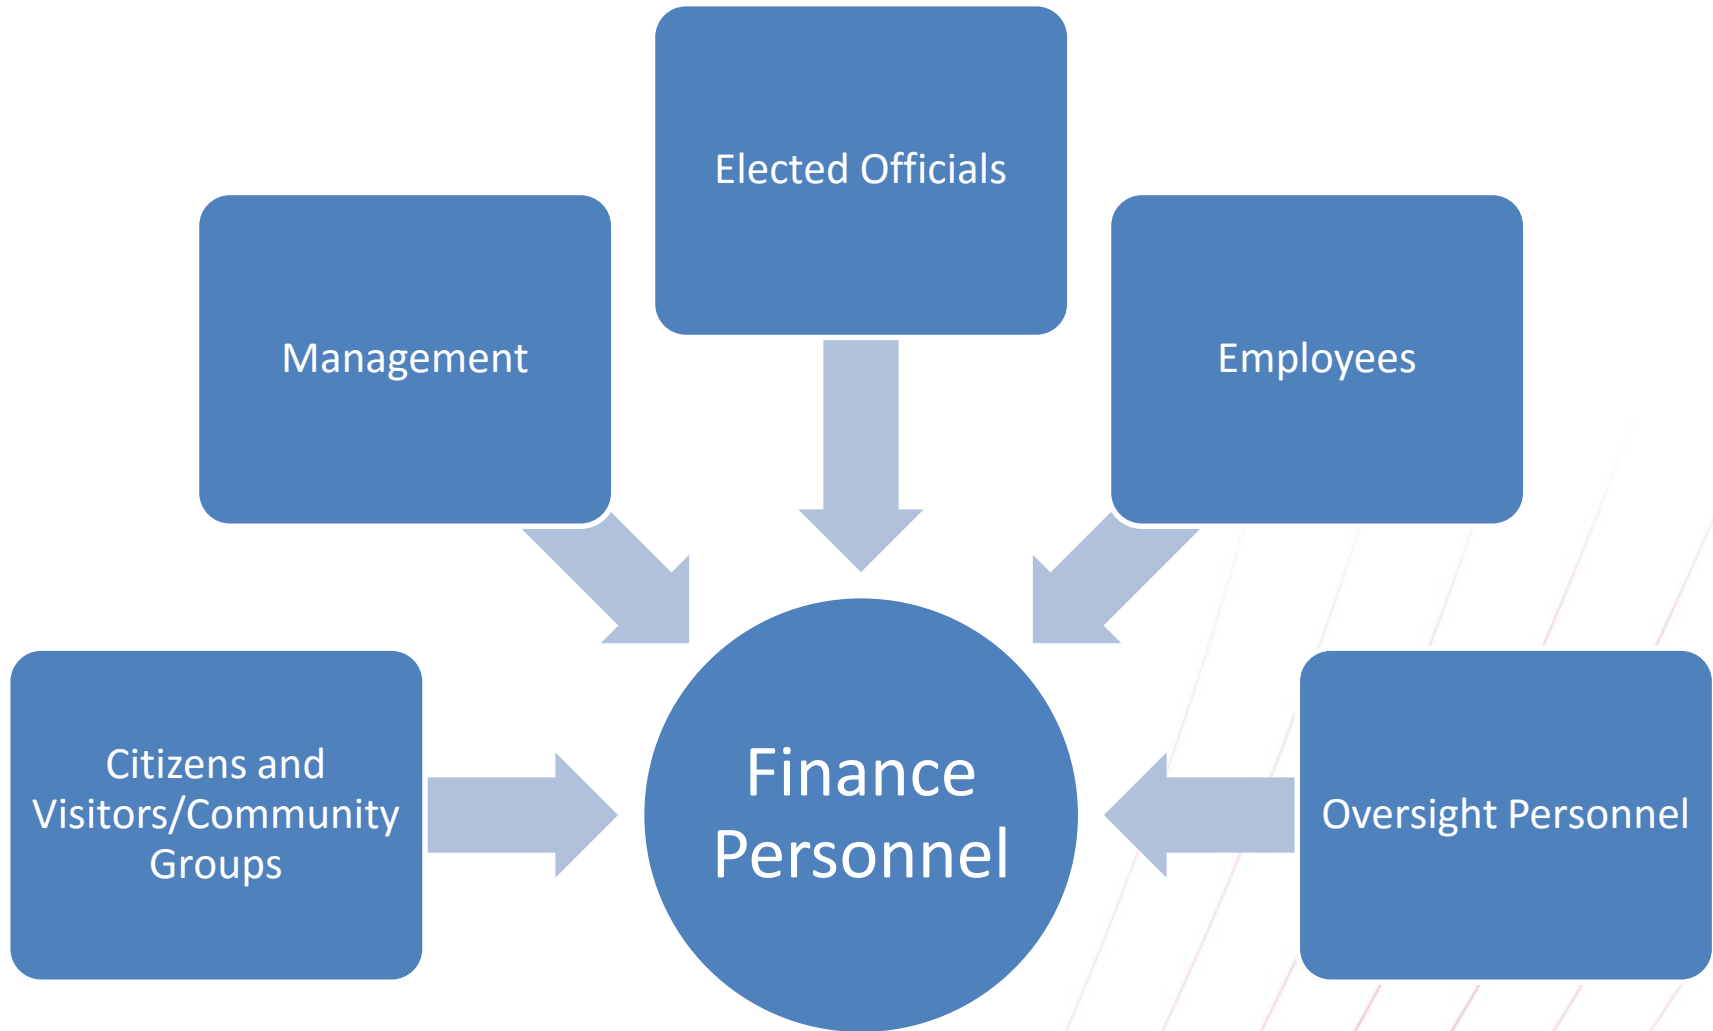 Elected Officials
Management
Employees
Citizens and
Visitors/Community
Groups
Finance
Personnel
Oversight Personnel